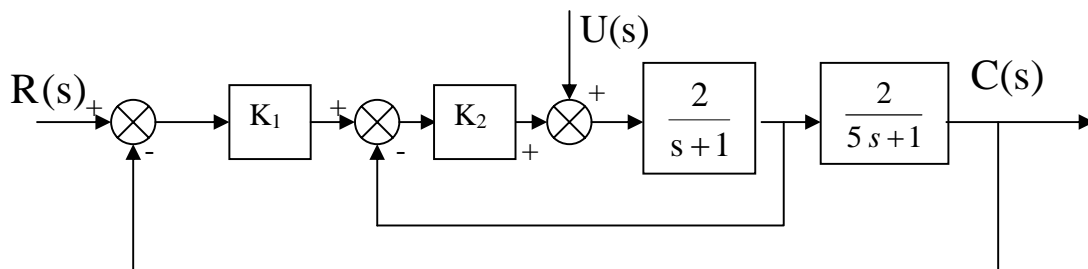 U(s)
R(s)
+
-
K₁
+
-
K₂
+
+
2
s+1
2
5s+1
C(s)